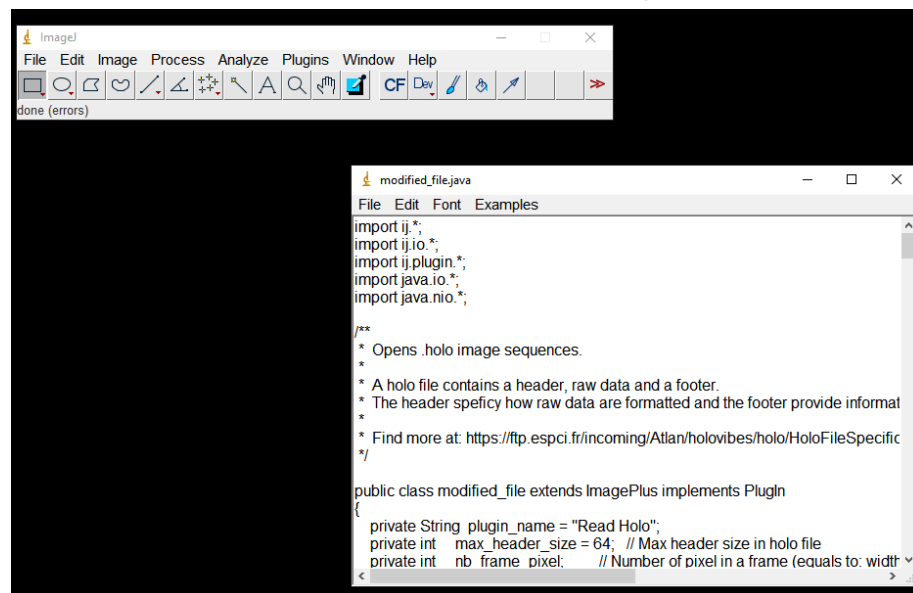 ImageJ
File Edit Image Process Analyze Plugins Window Help
A CF Dev
done (errors)
modified_file.java
File Edit Font Examples
import ij.*;
import ij.io.*;
import ij.plugin.*;
import java.io.*;
import java.nio.*;
/**
* Opens .holo image sequences.
*
* A holo file contains a header, raw data and a footer.
* The header speficy how raw data are formatted and the footer provide informat
*
* Find more at: https://ftp.espci.fr/incoming/Atlan/holovibes/holo/HoloFileSpecific
*/
public class modified_file extends ImagePlus implements PlugIn
{
private String plugin_name = "Read Holo";
private int max_header_size = 64; // Max header size in holo file
private int nb_frame_pixel; // Number of pixel in a frame (equals to: width